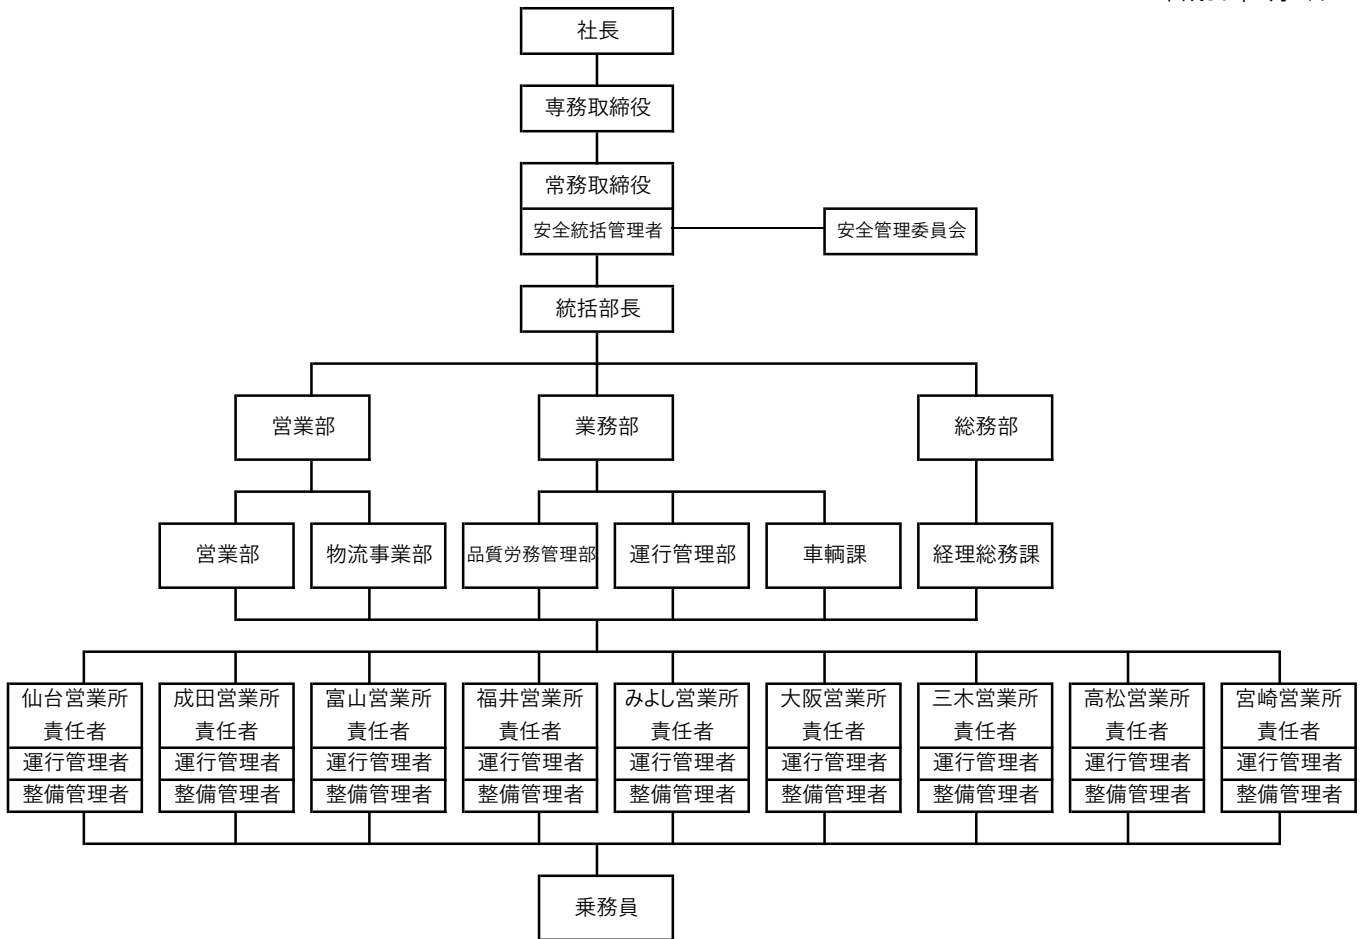 社長
専務取締役
常務取締役
安全統括管理者
安全管理委員会
統括部長
営業部
業務部
総務部
営業部
物流事業部
品質労務管理部
運行管理部
車輌課
経理総務課
仙台営業所
責任者
運行管理者
整備管理者
成田営業所
責任者
運行管理者
整備管理者
富山営業所
責任者
運行管理者
整備管理者
福井営業所
責任者
運行管理者
整備管理者
みよし営業所
責任者
運行管理者
整備管理者
大阪営業所
責任者
運行管理者
整備管理者
三木営業所
責任者
運行管理者
整備管理者
高松営業所
責任者
運行管理者
整備管理者
宮崎営業所
責任者
運行管理者
整備管理者
乗務員